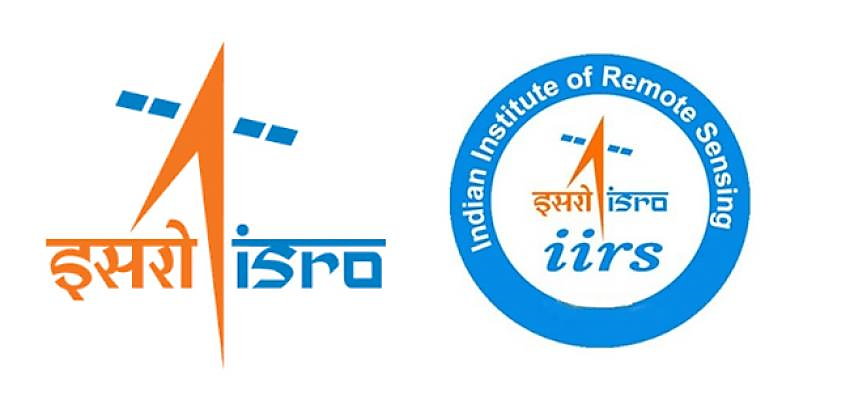 इसरो isro
Indian Institute of Remote Sensing
इसरो isro
iirs